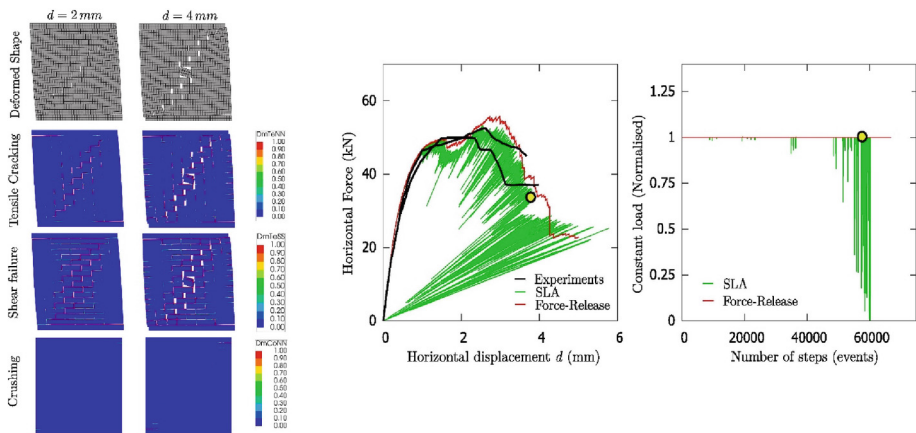 d = 2 mm
d = 4 mm
Deformed Shape
Tensile Cracking
DmTeNN
1.00
0.90
0.80
0.70
0.60
0.50
0.40
0.30
0.20
0.10
0.00
Shear failure
DmTeSS
1.00
0.90
0.80
0.70
0.60
0.50
0.40
0.30
0.20
0.10
0.00
Crushing
DmCoNN
1.00
0.90
0.80
0.70
0.60
0.50
0.40
0.30
0.20
0.10
0.00
Horizontal Force (kN)
60
40
20
0
0
2
4
6
Experiments
SLA
Force-Release
Horizontal displacement d (mm)
Constant load (Normalised)
1.25
1
0.75
0.5
0.25
0
0
20000
40000
60000
SLA
Force-Release
Number of steps (events)